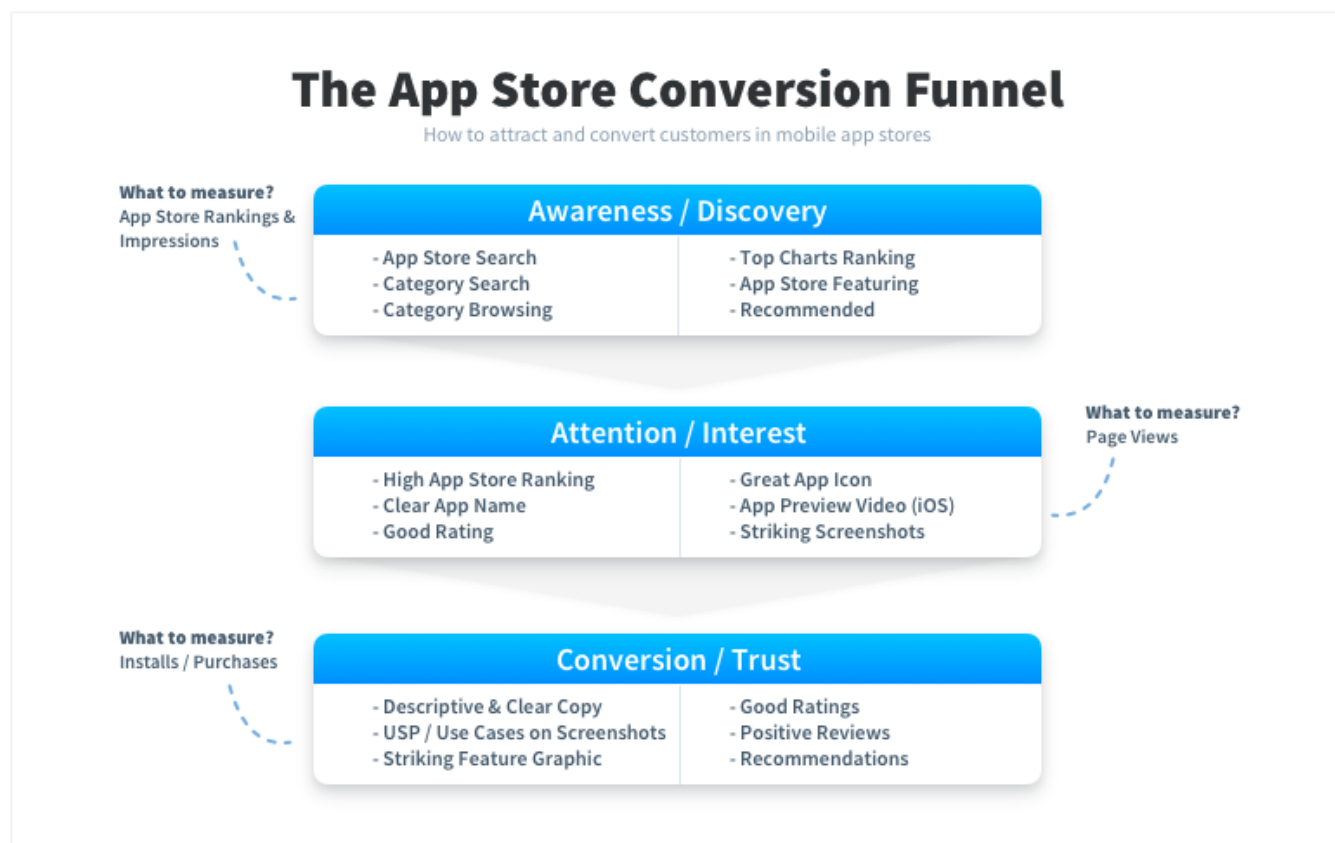 The App Store Conversion Funnel
How to attract and convert customers in mobile app stores
What to measure?
App Store Rankings &
Impressions
Awareness / Discovery
- App Store Search
- Category Search
- Category Browsing
- Top Charts Ranking
- App Store Featuring
- Recommended
Attention / Interest
- High App Store Ranking
- Clear App Name
- Good Rating
- Great App Icon
- App Preview Video (iOS)
- Striking Screenshots
What to measure?
Page Views
What to measure?
Installs / Purchases
Conversion / Trust
- Descriptive & Clear Copy
- USP / Use Cases on Screenshots
- Striking Feature Graphic
- Good Ratings
- Positive Reviews
- Recommendations